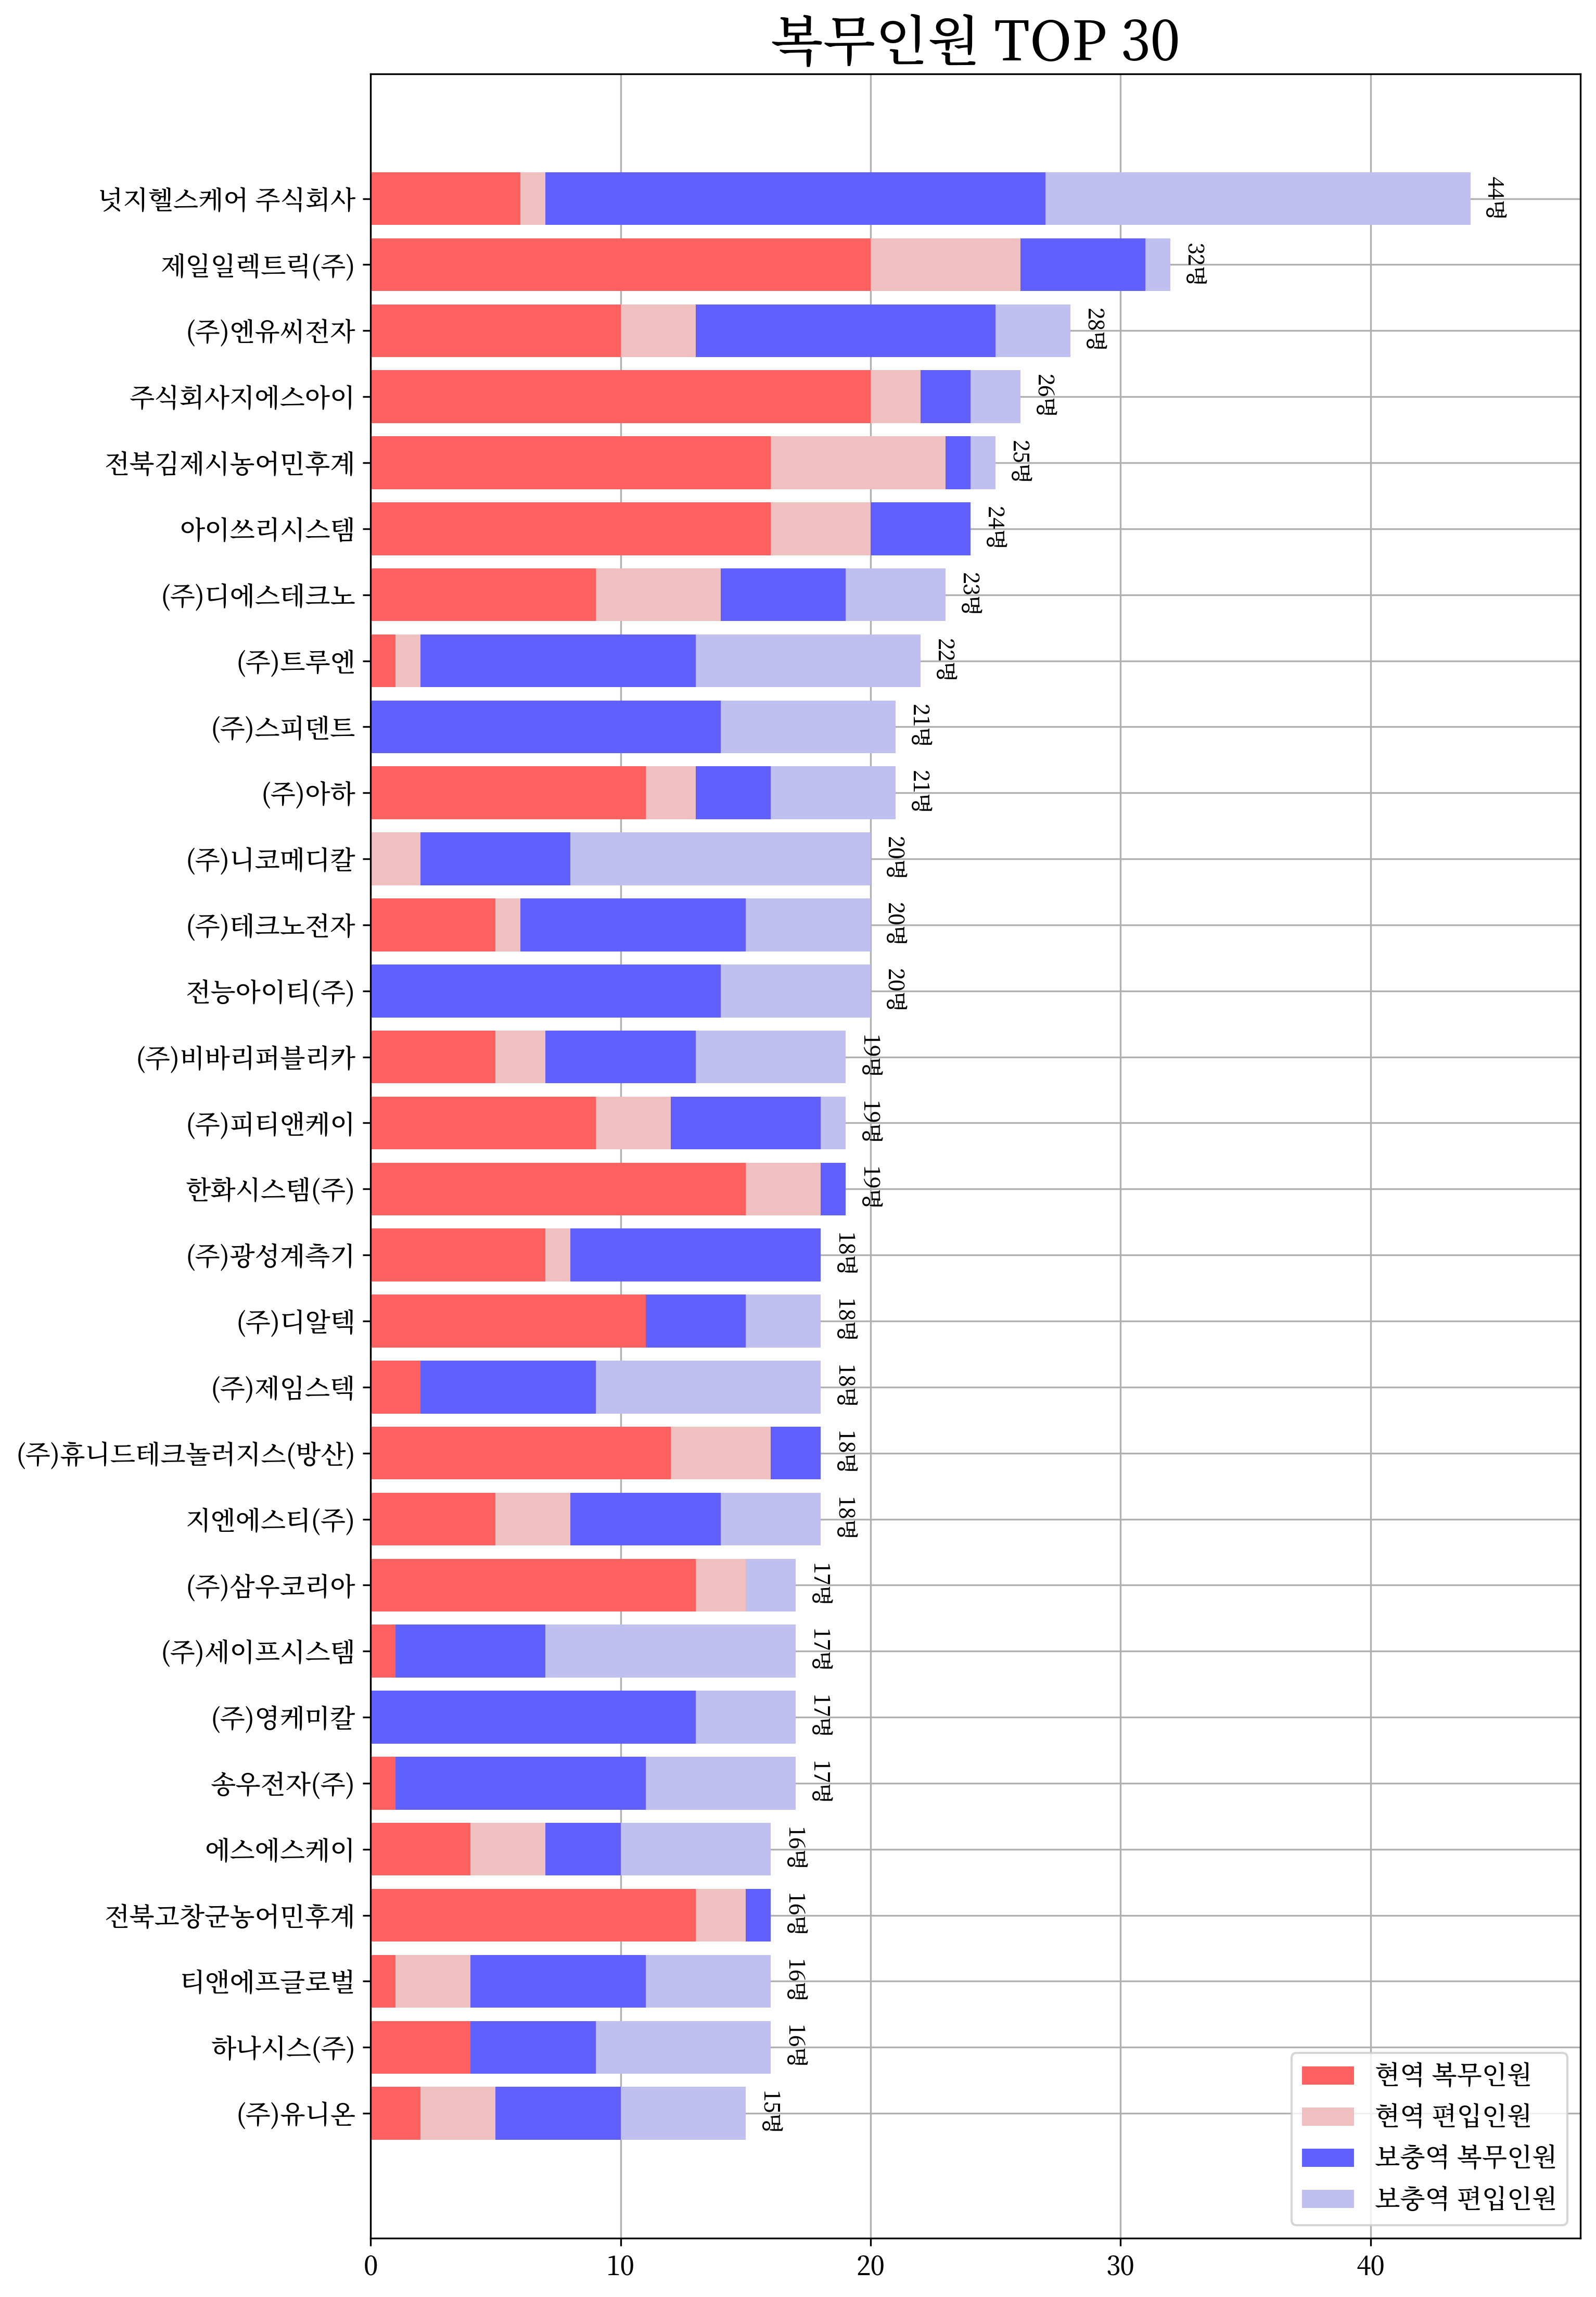 복무인원 TOP 30
넛지헬스케어 주식회사
44명
제일일렉트릭(주)
32명
(주)엔유씨전자
28명
주식회사지에스아이
26명
전북김제시농어민후계
25명
아이쓰리시스템
24명
(주)디에스테크노
23명
(주)트루엔
22명
(주)스피덴트
21명
(주)아하
21명
(주)니코메디칼
20명
(주)테크노전자
20명
전능아이티(주)
20명
(주)비바리퍼블리카
19명
(주)피티앤케이
19명
한화시스템(주)
19명
(주)광성계측기
18명
(주)디알텍
18명
(주)제임스텍
18명
(주)휴니드테크놀러지스(방산)
18명
지엔에스티(주)
18명
(주)삼우코리아
17명
(주)세이프시스템
17명
(주)영케미칼
17명
송우전자(주)
17명
에스에스케이
16명
전북고창군농어민후계
16명
티앤에프글로벌
16명
하나시스(주)
16명
(주)유니온
15명
현역 복무인원
현역 편입인원
보충역 복무인원
보충역 편입인원
0 10 20 30 40